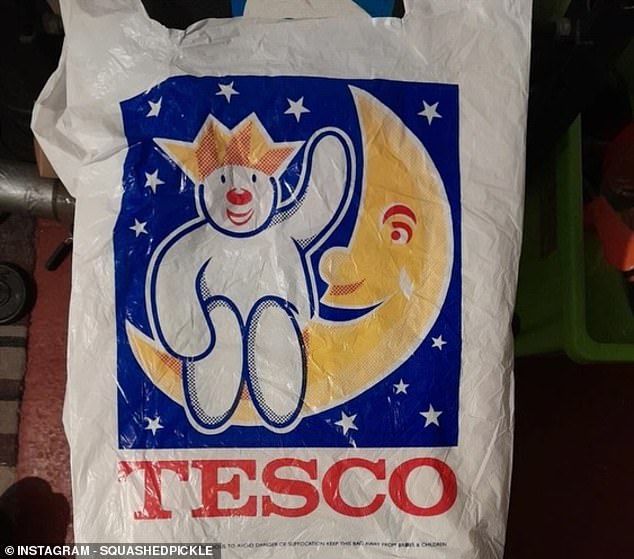 TESCO
TO AVOID DANGER OF SUFFOCATION KEEP THIS BAG AWAY FROM BABIES & CHILDREN
© INSTAGRAM - SQUASHEDPICKLE